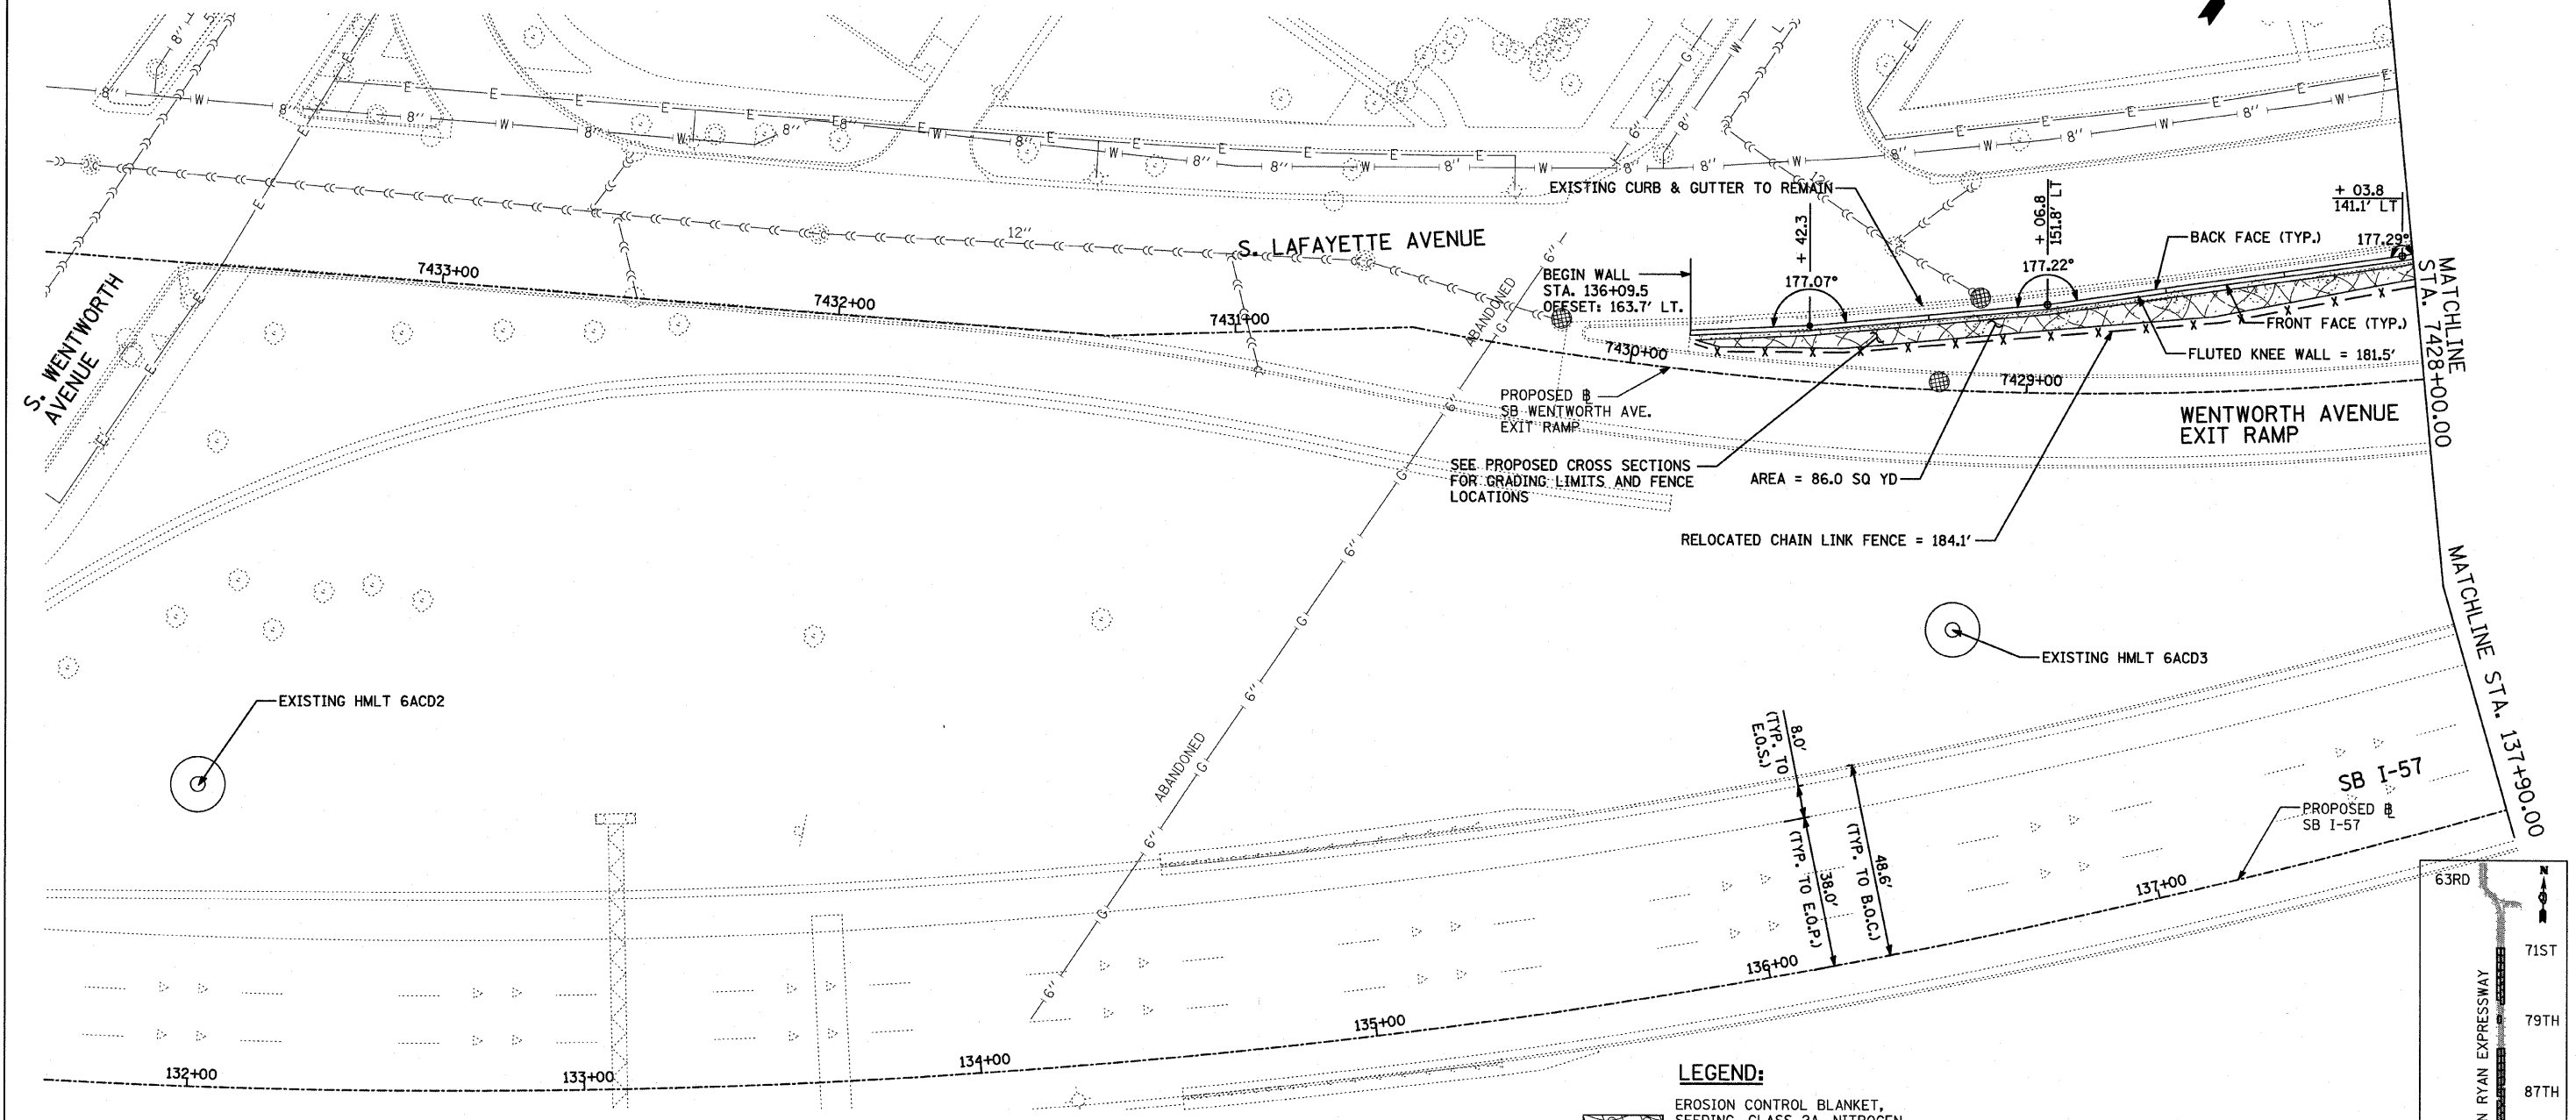 S. LAFAYETTE AVENUE
S. WENTWORTH
AVENUE
7433+00
7432+00
7431+00
7430+00
7429+00
12"
EXISTING CURB & GUTTER TO REMAIN
BEGIN WALL
STA. 136+09.5
OFFSET: 163.7' LT.
+ 42.3
177.07°
+ 06.8
151.8' LT
177.22°
BACK FACE (TYP.)
+ 03.8
141.1' LT
177.29°
FRONT FACE (TYP.)
FLUTED KNEE WALL = 181.5'
MATCHLINE
STA. 7428+00.00
PROPOSED ℄
SB WENTWORTH AVE.
EXIT RAMP
WENTWORTH AVENUE
EXIT RAMP
SEE PROPOSED CROSS SECTIONS
FOR GRADING LIMITS AND FENCE
LOCATIONS
AREA = 86.0 SQ YD
RELOCATED CHAIN LINK FENCE = 184.1'
ABANDONED
ABANDONED
EXISTING HMLT 6ACD2
EXISTING HMLT 6ACD3
MATCHLINE STA. 137+90.00
8.0'
(TYP. TO
E.O.S.)
38.0'
(TYP. TO E.O.P.)
48.6'
(TYP. TO B.O.C.)
SB I-57
PROPOSED ℄
SB I-57
132+00
133+00
134+00
135+00
136+00
137+00
LEGEND:
EROSION CONTROL BLANKET,
SEEDING, CLASS 2A, NITROGEN
63RD
N
71ST
79TH
87TH
RYAN EXPRESSWAY